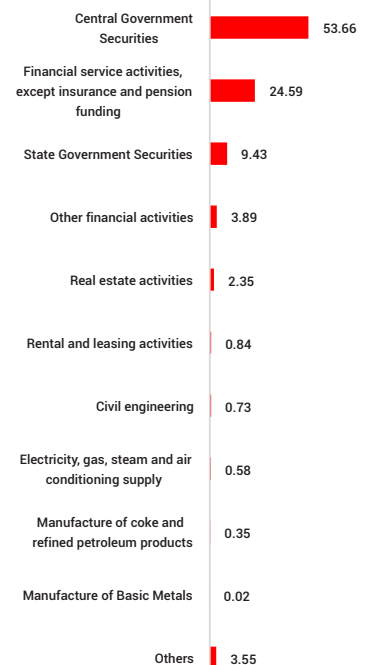 Central Government
Securities
53.66
Financial service activities,
except insurance and pension
funding
24.59
State Government Securities
9.43
Other financial activities
3.89
Real estate activities
2.35
Rental and leasing activities
0.84
Civil engineering
0.73
Electricity, gas, steam and air
conditioning supply
0.58
Manufacture of coke and
refined petroleum products
0.35
Manufacture of Basic Metals
0.02
Others
3.55